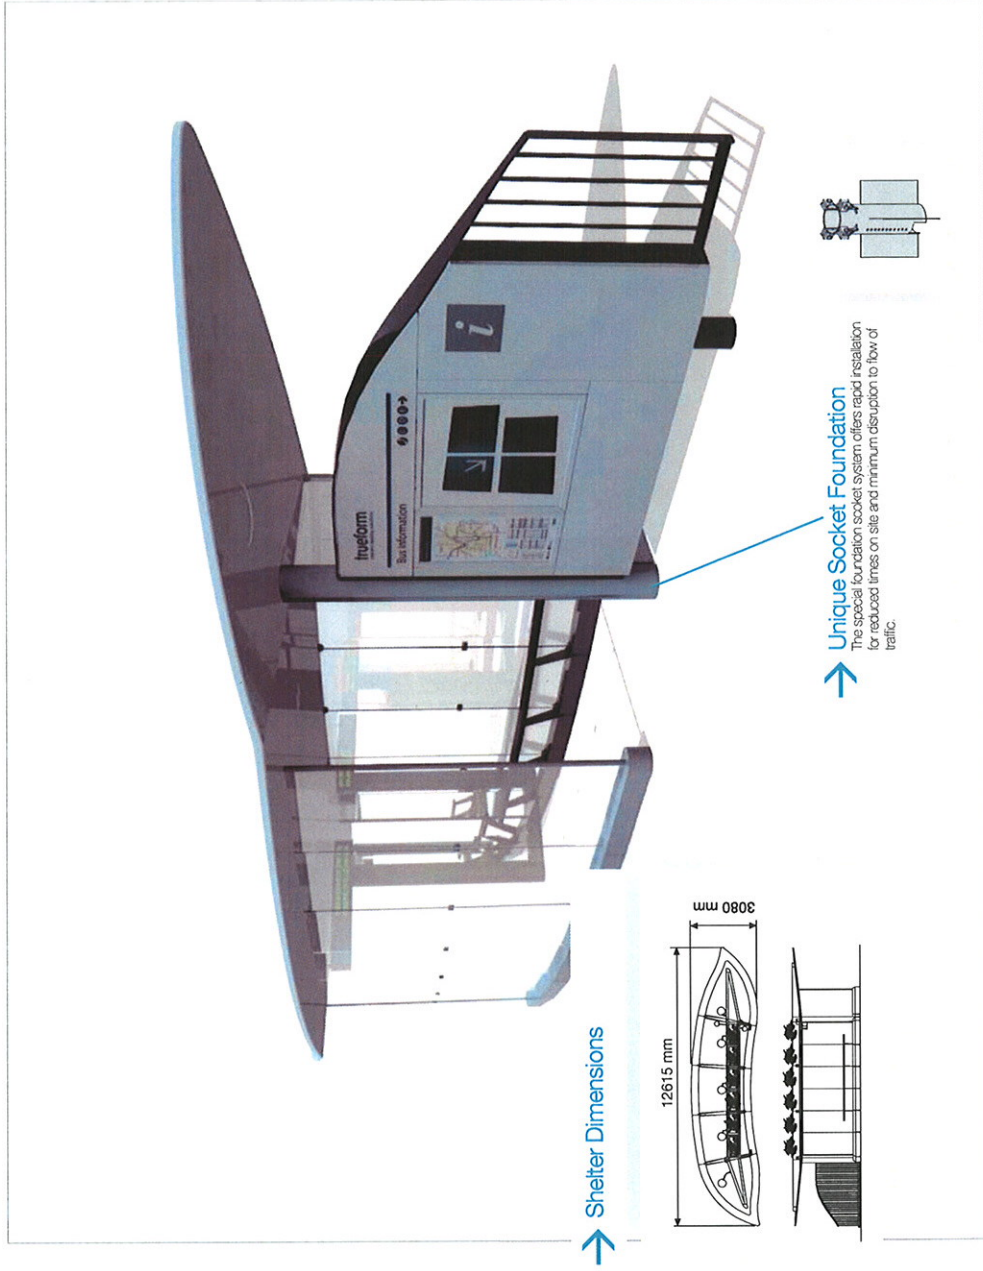 trueform
Bus information
i
Unique Socket Foundation
The special foundation socket system offers rapid installation
for reduced times on site and minimum disruption to flow of
traffic.
Shelter Dimensions
12615 mm
3080 mm